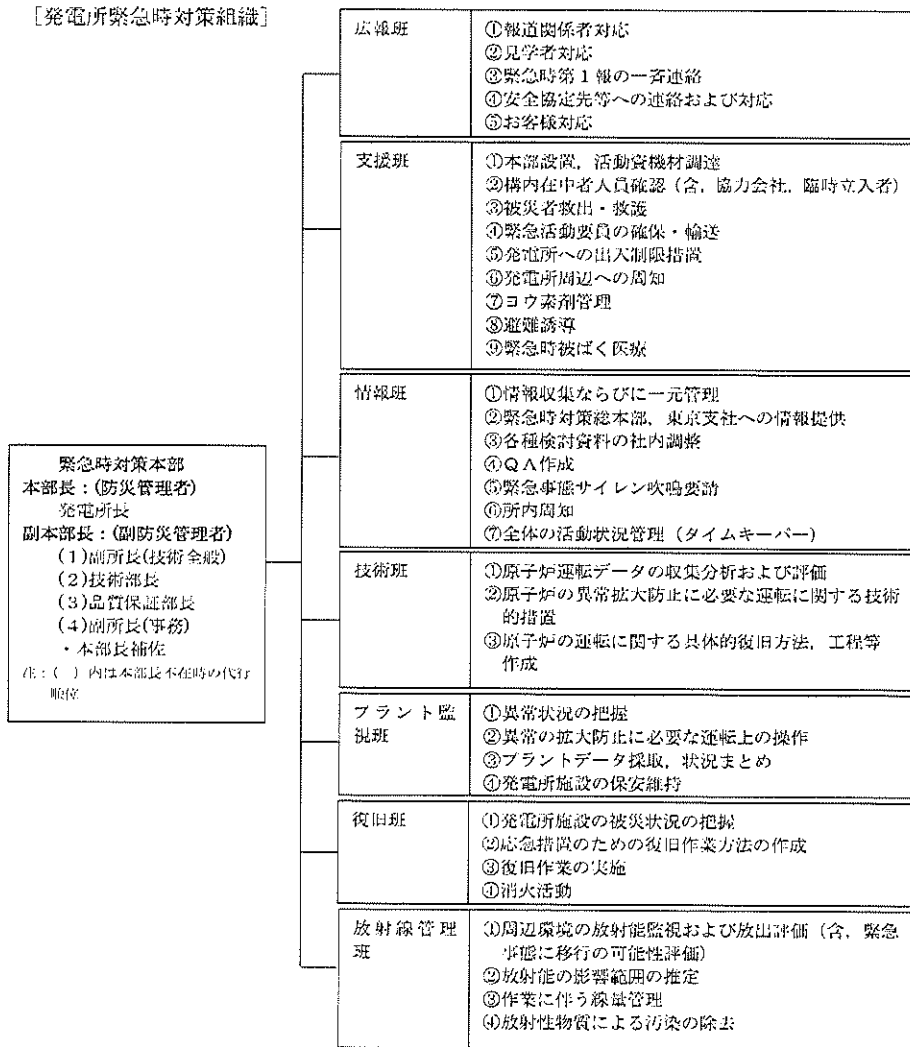 [発電所緊急時対策組織]
緊急時対策本部
本部長:(防災管理者)
発電所長
副本部長:(副防災管理者)
(1)副所長(技術全般)
(2)技術部長
(3)品質保証部長
(4)副所長(事務)
・本部長補佐
注:( )内は本部長不在時の代行
順位
広報班
①報道関係者対応
②見学者対応
③緊急時第1報の一斉連絡
④安全協定先等への連絡および対応
⑤お客様対応
支援班
①本部設置,活動資機材調達
②構内在中者人員確認(含,協力会社,臨時立入者)
③被災者救出・救護
④緊急活動要員の確保・輸送
⑤発電所への出入制限措置
⑥発電所周辺への周知
⑦ヨウ素剤管理
⑧避難誘導
⑨緊急時被ばく医療
情報班
①情報収集ならびに一元管理
②緊急時対策総本部,東京支社への情報提供
③各種検討資料の社内調整
④QA作成
⑤緊急事態サイレン吹鳴要請
⑥所内周知
⑦全体の活動状況管理(タイムキーパー)
技術班
①原子炉運転データの収集分析および評価
②原子炉の異常拡大防止に必要な運転に関する技術
的措置
③原子炉の運転に関する具体的復旧方法,工程等
作成
プラント監
視班
①異常状況の把握
②異常の拡大防止に必要な運転上の操作
③プラントデータ採取,状況まとめ
④発電所施設の保安維持
復旧班
①発電所施設の被災状況の把握
②応急措置のための復旧作業方法の作成
③復旧作業の実施
④消火活動
放射線管理
班
①周辺環境の放射能監視および放出評価(含,緊急
事態に移行の可能性評価)
②放射能の影響範囲の推定
③作業に伴う線量管理
④放射性物質による汚染の除去